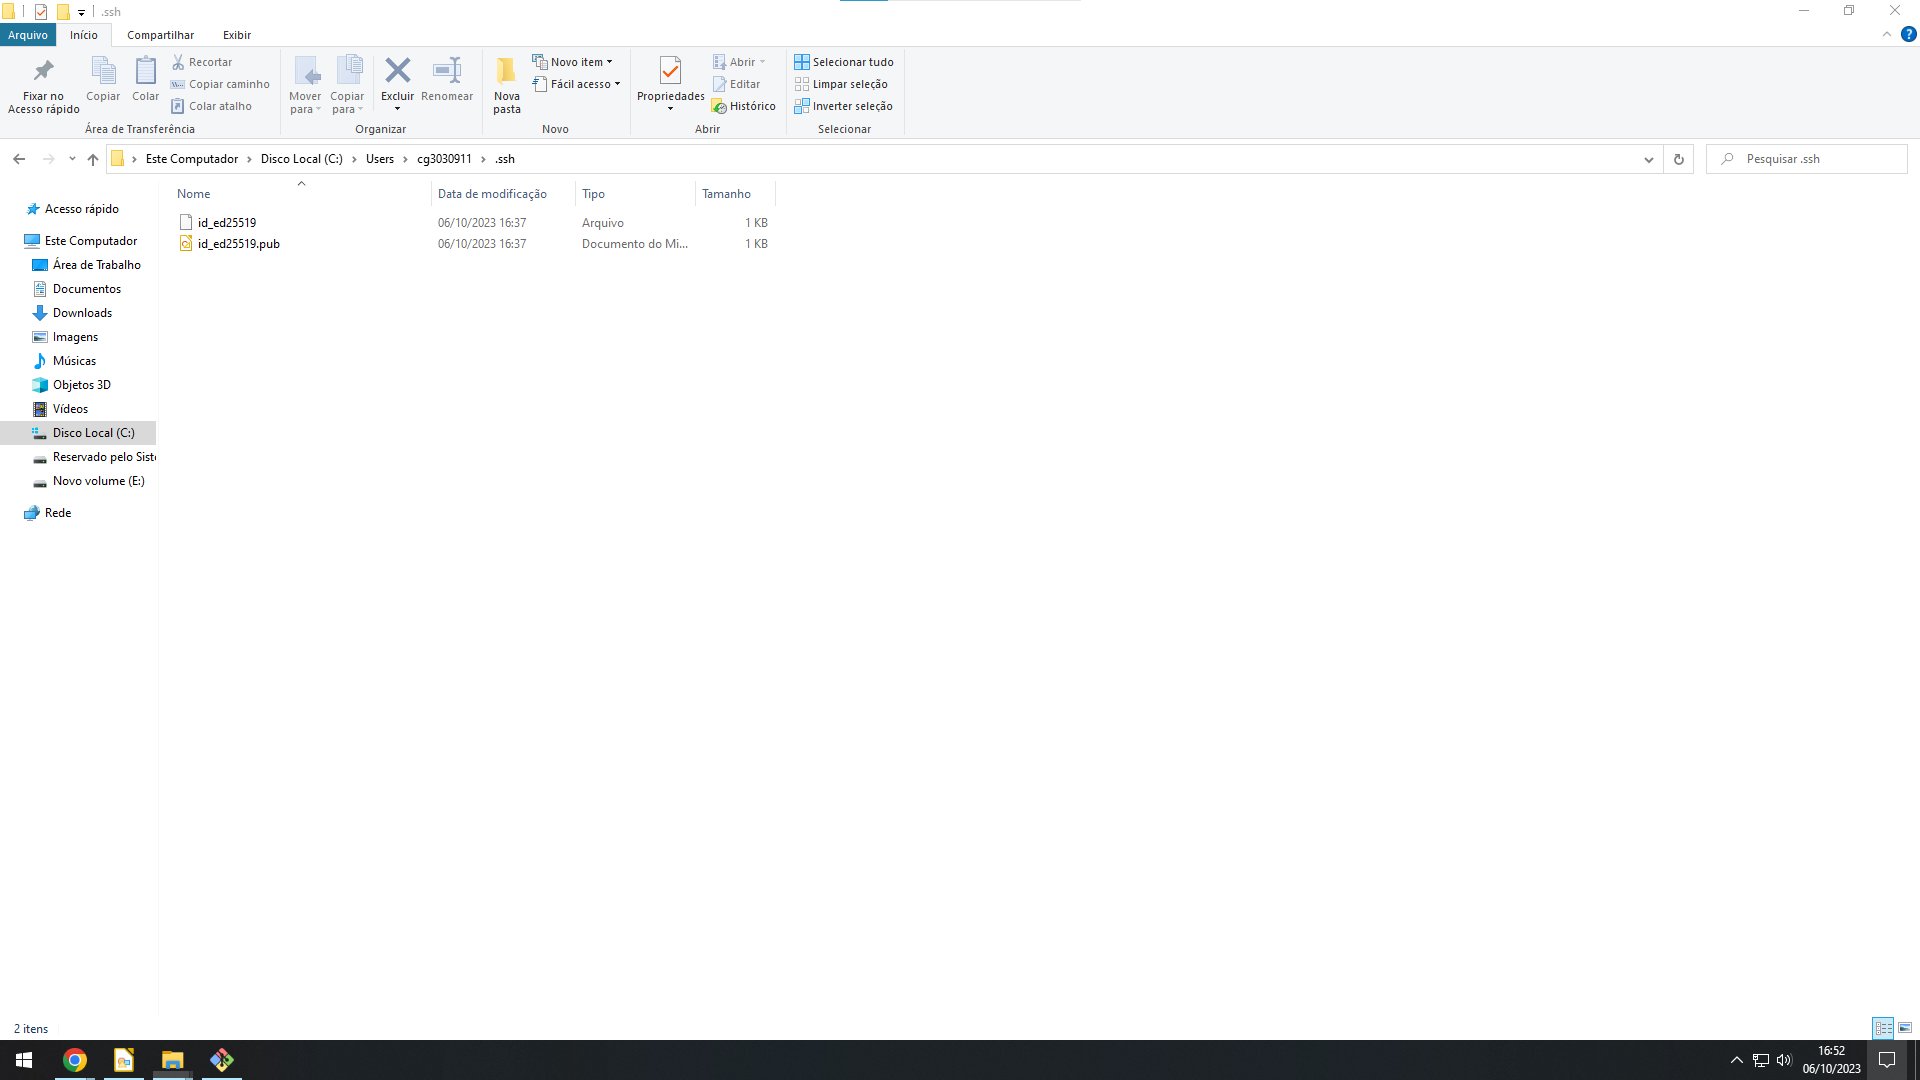 .ssh
Arquivo Início Compartilhar Exibir
Fixar no
Acesso rápido
Copiar
Colar
Recortar
Copiar caminho
Colar atalho
Área de Transferência
Mover
para
Copiar
para
Excluir
Renomear
Organizar
Nova
pasta
Novo item
Fácil acesso
Novo
Propriedades
Abrir
Editar
Histórico
Abrir
Selecionar tudo
Limpar seleção
Inverter seleção
Selecionar
Este Computador Disco Local (C:) Users cg3030911 .ssh
Pesquisar .ssh
Nome Data de modificação Tipo Tamanho
id_ed25519 06/10/2023 16:37 Arquivo 1 KB
id_ed25519.pub 06/10/2023 16:37 Documento do Mi... 1 KB
Acesso rápido
Este Computador
Área de Trabalho
Documentos
Downloads
Imagens
Músicas
Objetos 3D
Vídeos
Disco Local (C:)
Reservado pelo Siste
Novo volume (E:)
Rede
2 itens
16:52
06/10/2023